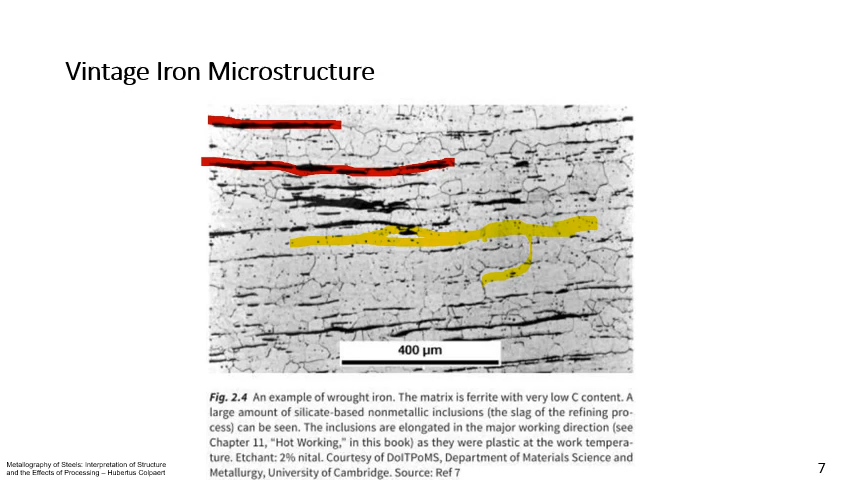 Vintage Iron Microstructure
400 µm
Fig. 2.4 An example of wrought iron. The matrix is ferrite with very low C content. A
large amount of silicate-based nonmetallic inclusions (the slag of the refining pro-
cess) can be seen. The inclusions are elongated in the major working direction (see
Chapter 11, “Hot Working,” in this book) as they were plastic at the work tempera-
ture. Etchant: 2% nital. Courtesy of DoITPoMS, Department of Materials Science and
Metallurgy, University of Cambridge. Source: Ref 7
Metallography of Steels: Interpretation of Structure
and the Effects of Processing – Hubertus Colpaert
7